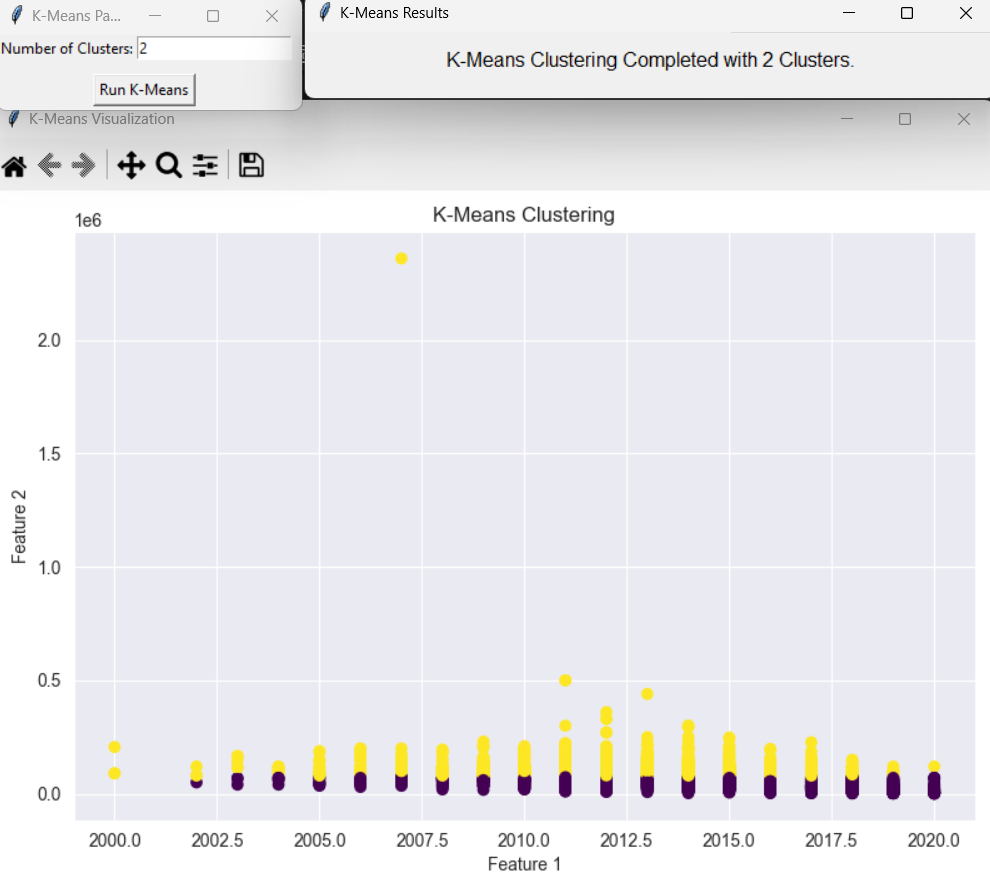 K-Means Pa...
Number of Clusters: 2
Run K-Means
K-Means Results
K-Means Clustering Completed with 2 Clusters.
K-Means Visualization
K-Means Clustering
1e6
2.0
1.5
1.0
0.5
0.0
Feature 2
2000.0 2002.5 2005.0 2007.5 2010.0 2012.5 2015.0 2017.5 2020.0
Feature 1